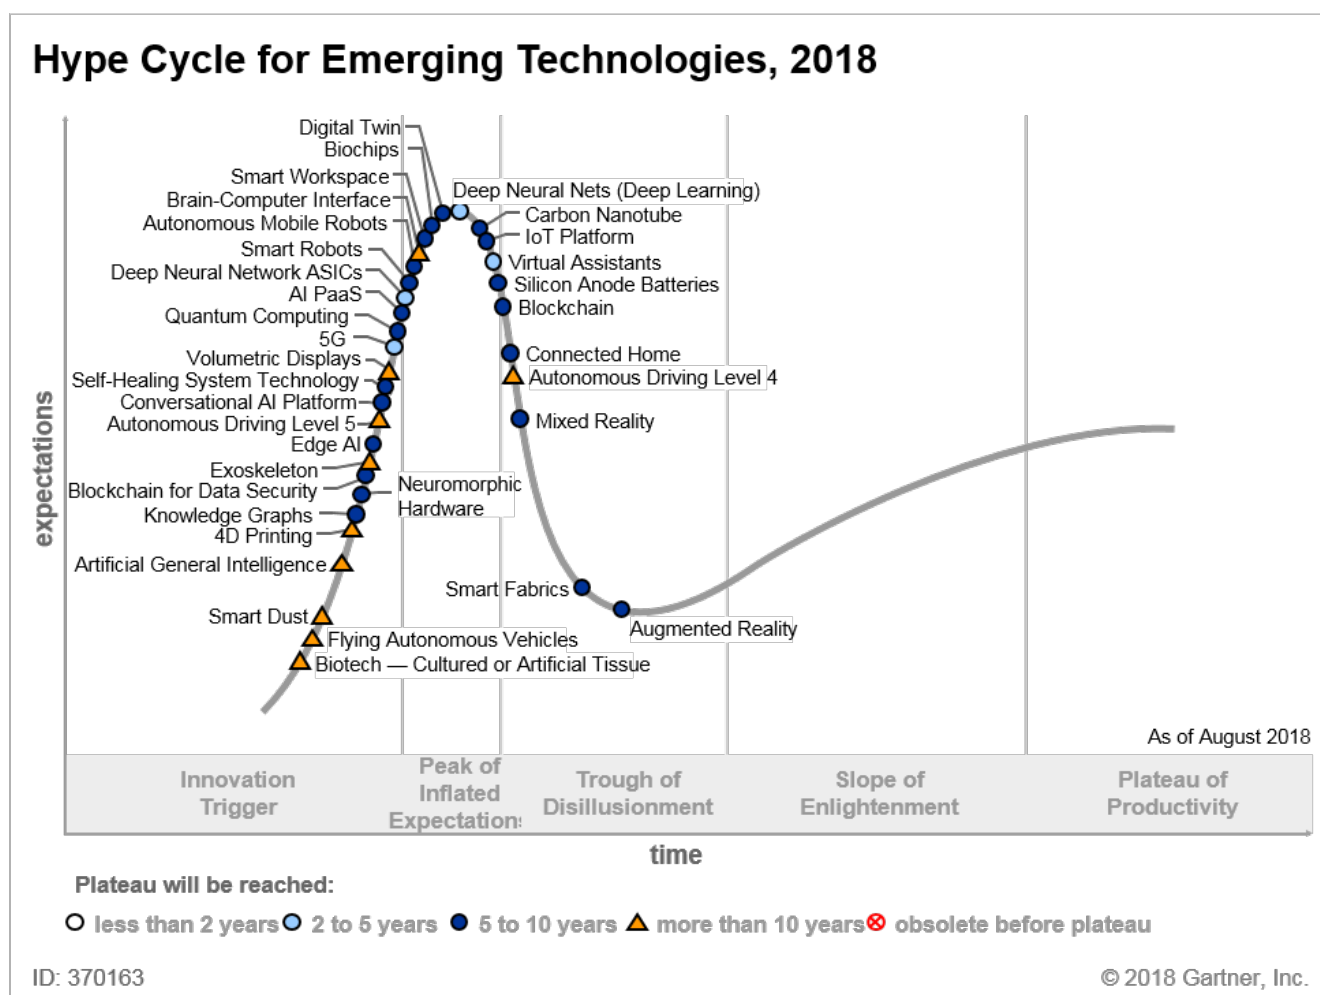 Hype Cycle for Emerging Technologies, 2018
expectations
Digital Twin
Biochips
Smart Workspace
Brain-Computer Interface
Autonomous Mobile Robots
Smart Robots
Deep Neural Network ASICs
AI PaaS
Quantum Computing
5G
Volumetric Displays
Self-Healing System Technology
Conversational AI Platform
Autonomous Driving Level 5
Edge AI
Exoskeleton
Blockchain for Data Security
Neuromorphic
Hardware
Knowledge Graphs
4D Printing
Artificial General Intelligence
Smart Dust
Flying Autonomous Vehicles
Biotech — Cultured or Artificial Tissue
Deep Neural Nets (Deep Learning)
Carbon Nanotube
IoT Platform
Virtual Assistants
Silicon Anode Batteries
Blockchain
Connected Home
Autonomous Driving Level 4
Mixed Reality
Smart Fabrics
Augmented Reality
As of August 2018
Innovation
Trigger
Peak of
Inflated
Expectations
Trough of
Disillusionment
Slope of
Enlightenment
Plateau of
Productivity
time
Plateau will be reached:
less than 2 years 2 to 5 years 5 to 10 years more than 10 years obsolete before plateau
ID: 370163
© 2018 Gartner, Inc.